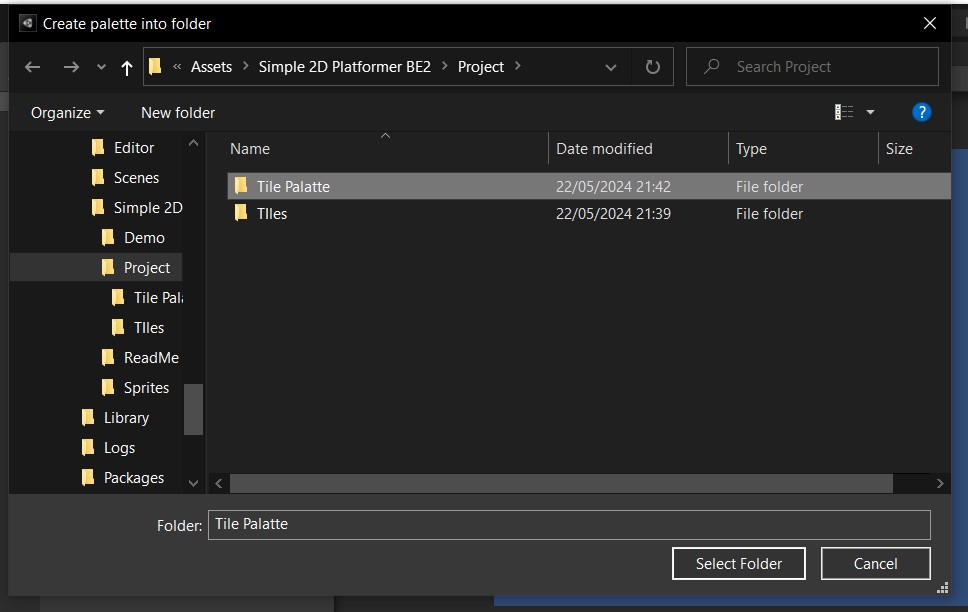 Create palette into folder
« Assets > Simple 2D Platformer BE2 > Project >
Search Project
Organize
New folder
?
Name
Date modified
Type
Size
Editor
Scenes
Simple 2D
Demo
Project
Tile Pala
TIles
ReadMe
Sprites
Library
Logs
Packages
Tile Palatte 22/05/2024 21:42 File folder
TIles 22/05/2024 21:39 File folder
Folder: Tile Palatte
Select Folder
Cancel